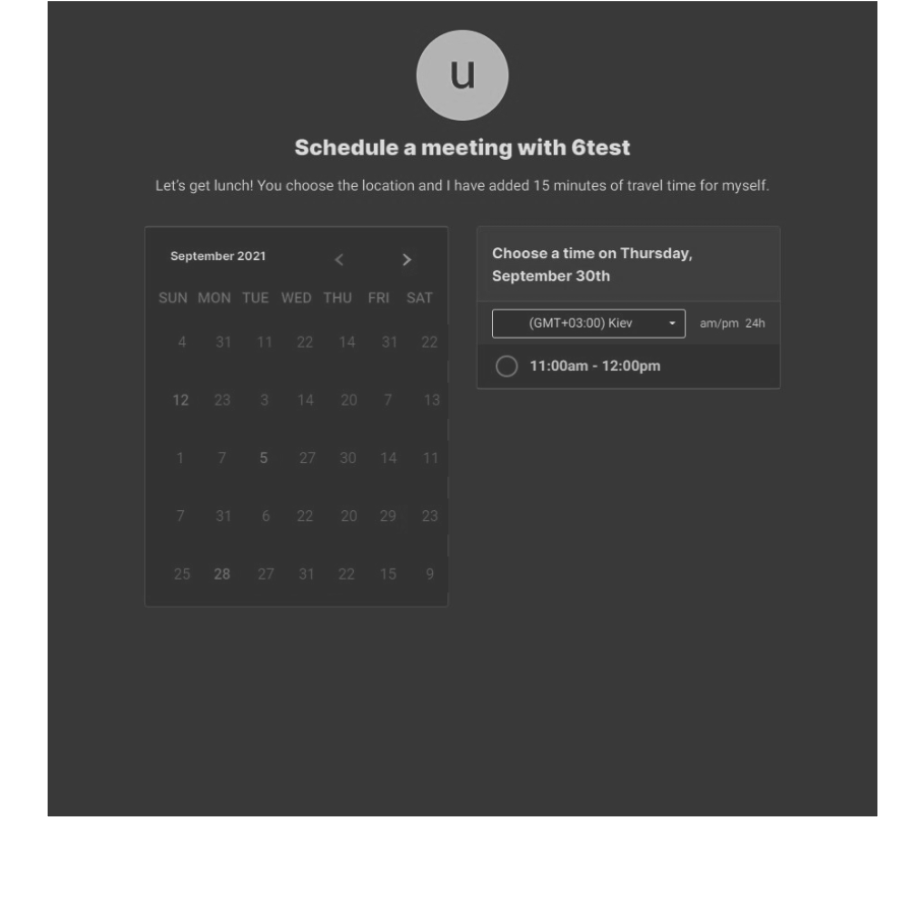 u
Schedule a meeting with 6test
Let's get lunch! You choose the location and I have added 15 minutes of travel time for myself.
September 2021 < >
SUN MON TUE WED THU FRI SAT
4 31 11 22 14 31 22
12 23 3 14 20 7 13
1 7 5 27 30 14 11
7 31 6 22 20 29 23
25 28 27 31 22 15 9
Choose a time on Thursday,
September 30th
(GMT+03:00) Kiev am/pm 24h
11:00am - 12:00pm